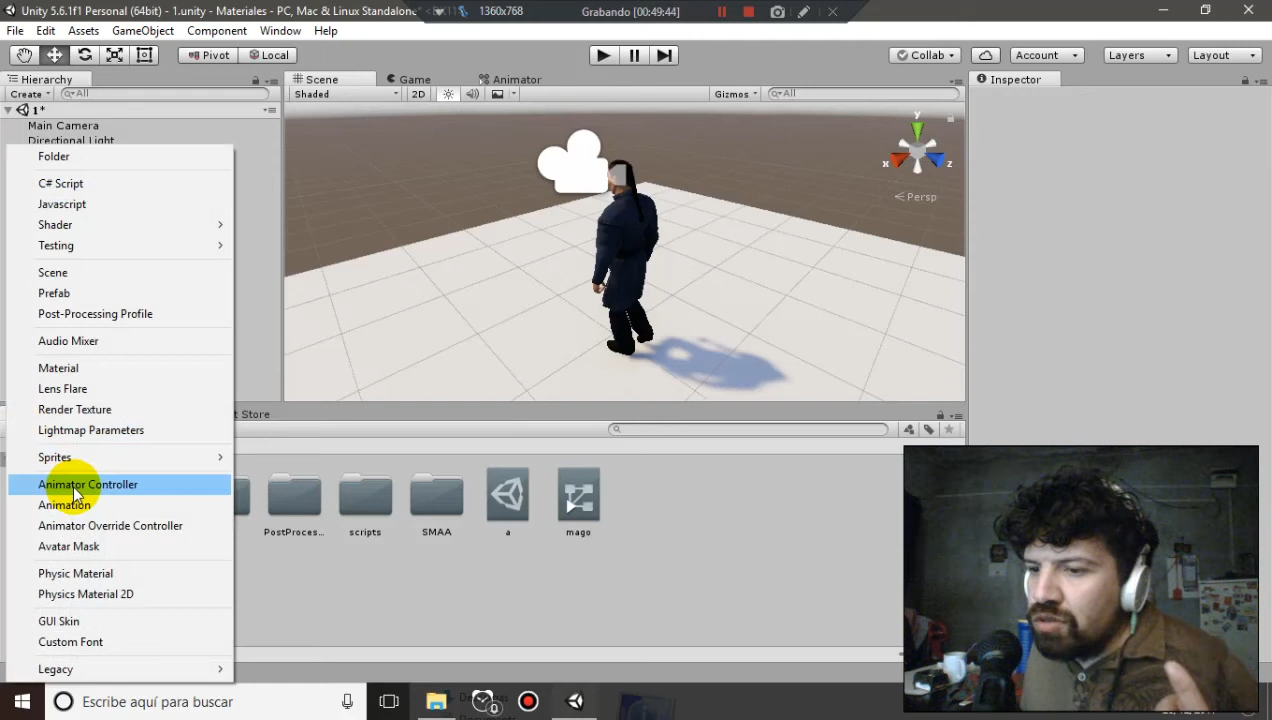 Unity 5.6.1f1 Personal (64bit) - 1.unity - Materiales - PC, Mac & Linux Standalone
1360x768
Grabando [00:49:44]
File Edit Assets GameObject Component Window Help
Pivot Local
Collab Account Layers Layout
Hierarchy
Scene Game Animator
Inspector
Create All
Shaded 2D Gizmos All
1*
Main Camera
Directional Light
y
x z
Persp
Folder
C# Script
Javascript
Shader
Testing
Scene
Prefab
Post-Processing Profile
Audio Mixer
Material
Lens Flare
Render Texture
Lightmap Parameters
Sprites
Animator Controller
Animation
Animator Override Controller
Avatar Mask
Physic Material
Physics Material 2D
GUI Skin
Custom Font
Legacy
t Store
PostProces... scripts SMAA a mago
Escribe aquí para buscar